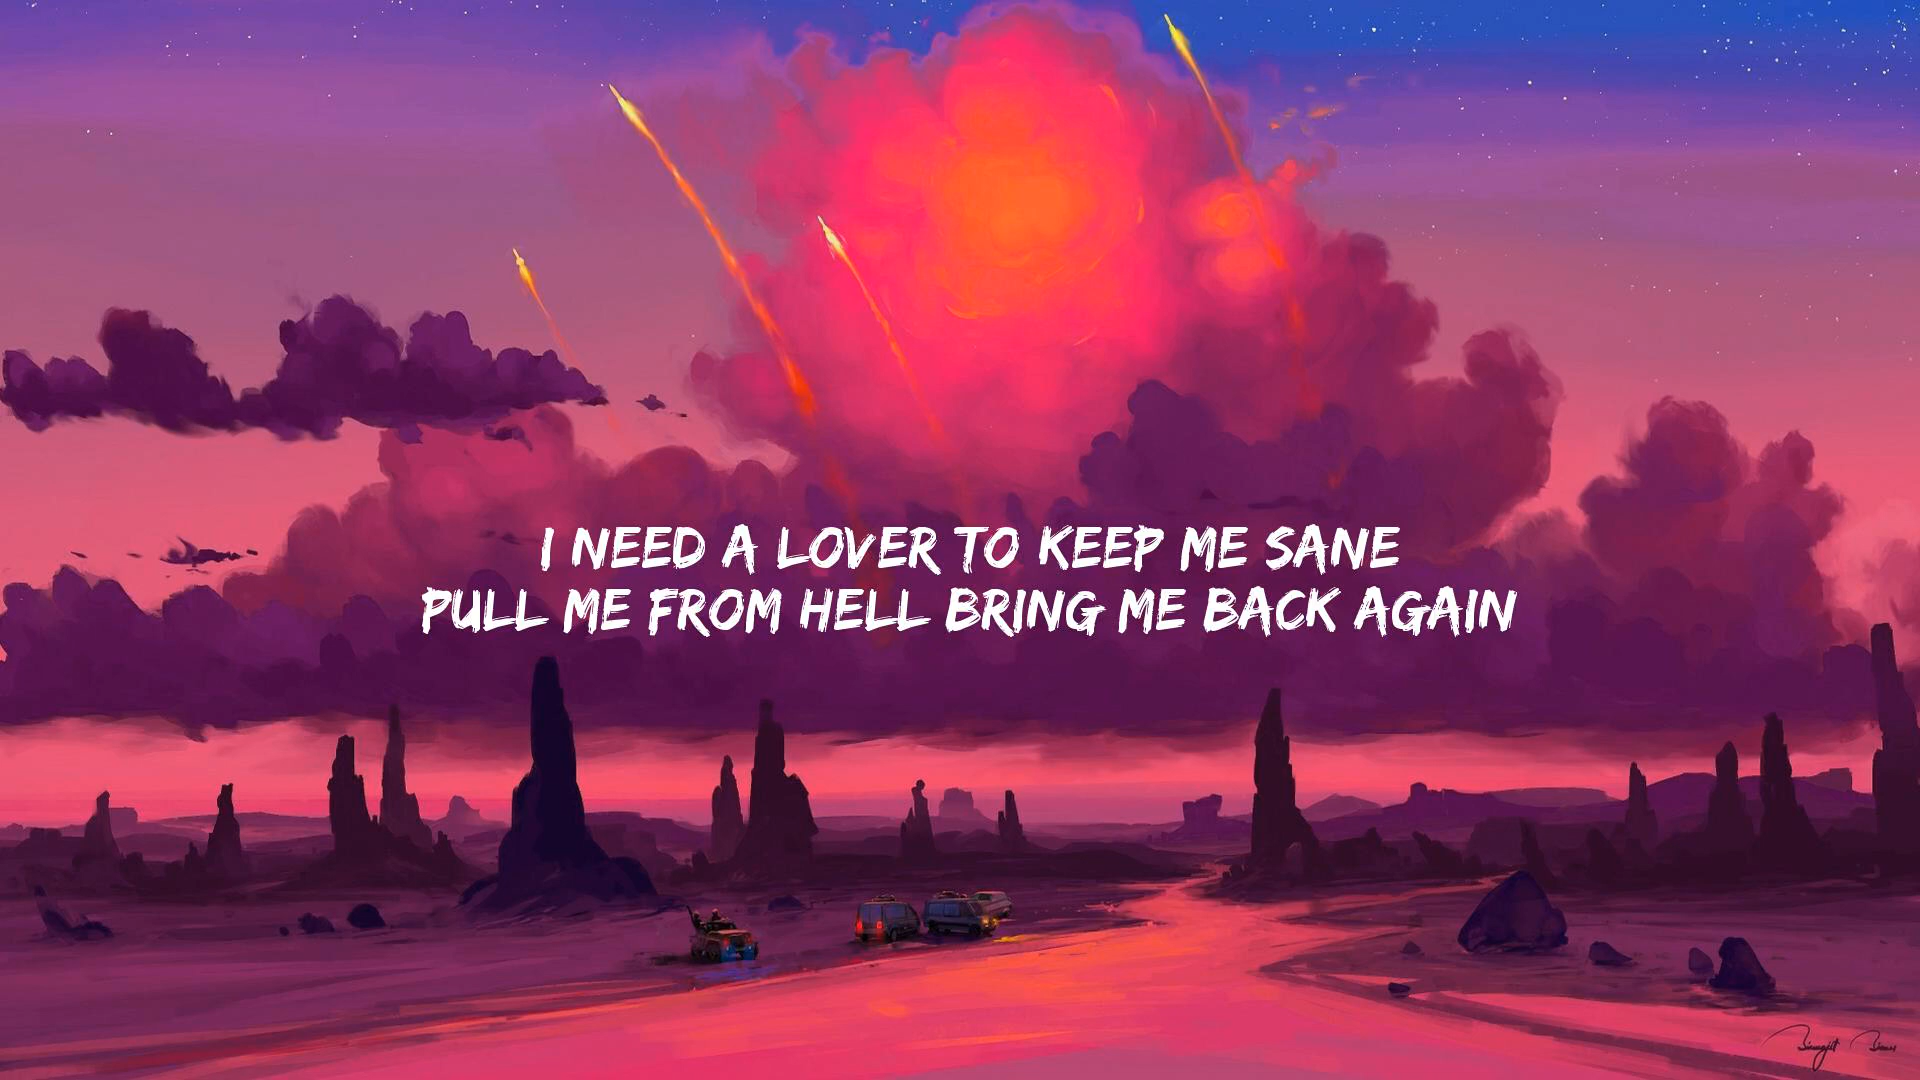 I NEED A LOVER TO KEEP ME SANE
PULL ME FROM HELL BRING ME BACK AGAIN